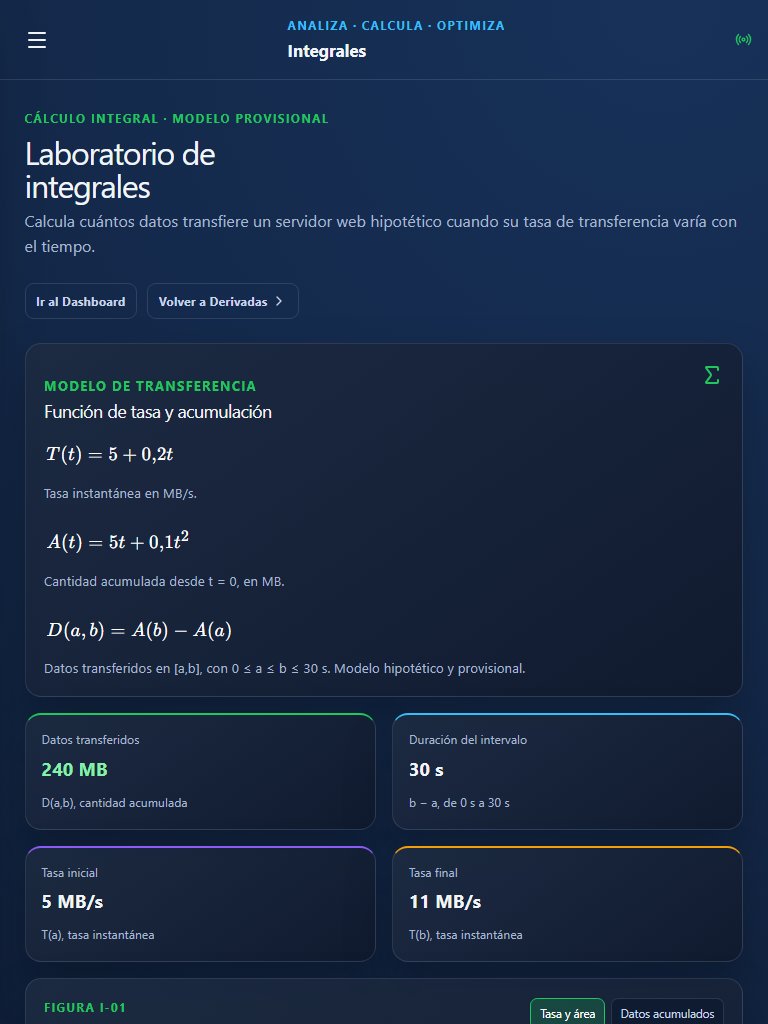 ANALIZA · CALCULA · OPTIMIZA
Integrales
CÁLCULO INTEGRAL · MODELO PROVISIONAL
Laboratorio de
integrales
Calcula cuántos datos transfiere un servidor web hipotético cuando su tasa de transferencia varía con
el tiempo.
Ir al Dashboard
Volver a Derivadas
MODELO DE TRANSFERENCIA
Función de tasa y acumulación
T(t) = 5 + 0,2t
Tasa instantánea en MB/s.
A(t) = 5t + 0,1t²
Cantidad acumulada desde t = 0, en MB.
D(a, b) = A(b) − A(a)
Datos transferidos en [a,b], con 0 ≤ a ≤ b ≤ 30 s. Modelo hipotético y provisional.
Datos transferidos
240 MB
D(a,b), cantidad acumulada
Duración del intervalo
30 s
b − a, de 0 s a 30 s
Tasa inicial
5 MB/s
T(a), tasa instantánea
Tasa final
11 MB/s
T(b), tasa instantánea
FIGURA I-01
Tasa y área
Datos acumulados